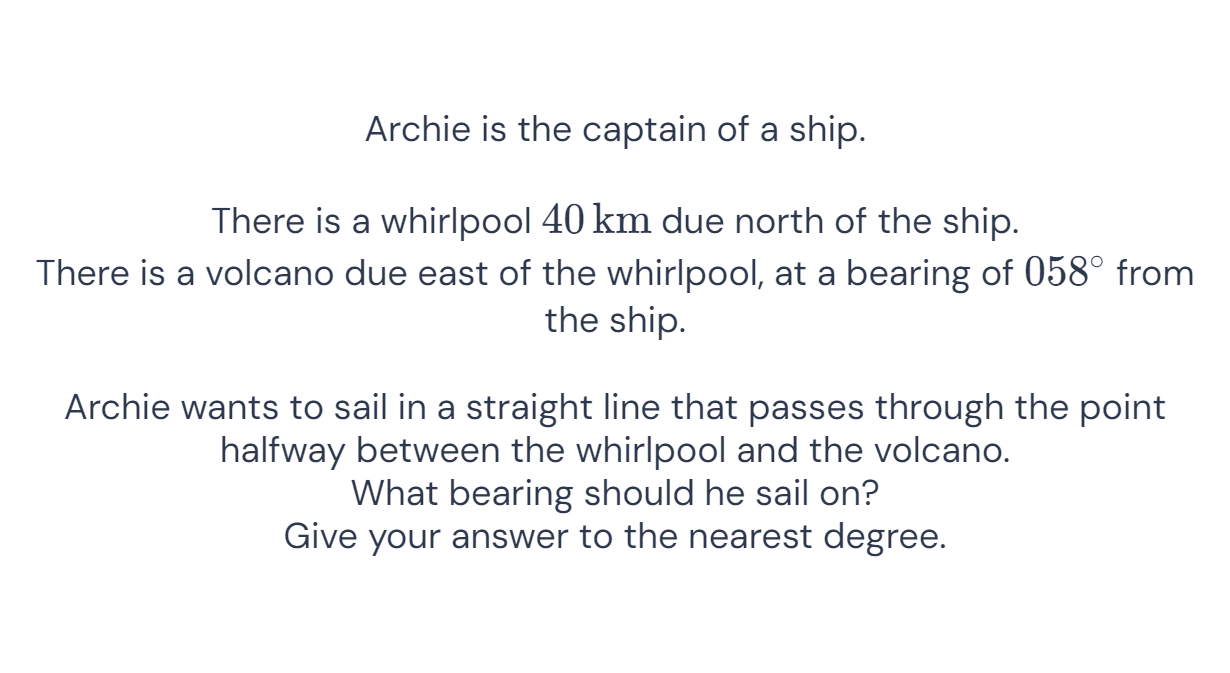 Archie is the captain of a ship.
There is a whirlpool 40 km due north of the ship.
There is a volcano due east of the whirlpool, at a bearing of 058° from
the ship.
Archie wants to sail in a straight line that passes through the point
halfway between the whirlpool and the volcano.
What bearing should he sail on?
Give your answer to the nearest degree.